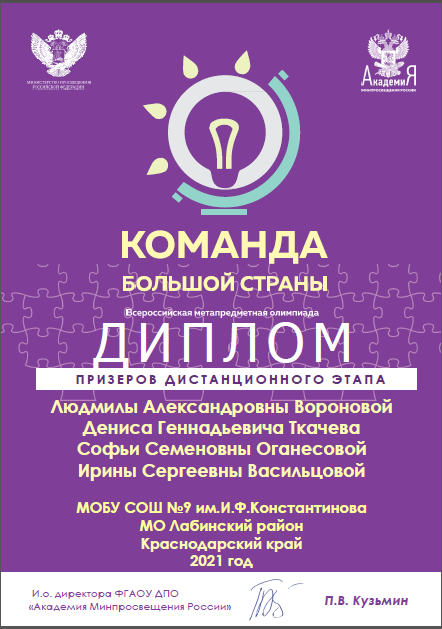 МИНИСТЕРСТВО ПРОСВЕЩЕНИЯ
РОССИЙСКОЙ ФЕДЕРАЦИИ
АкадемиЯ
МИНПРОСВЕЩЕНИЯ РОССИИ
КОМАНДА
БОЛЬШОЙ СТРАНЫ
Всероссийская метапредметная олимпиада
ДИПЛОМ
ПРИЗЕРОВ ДИСТАНЦИОННОГО ЭТАПА
Людмилы Александровны Вороновой
Дениса Геннадьевича Ткачева
Софьи Семеновны Оганесовой
Ирины Сергеевны Васильцовой
МОБУ СОШ №9 им.И.Ф.Константинова
МО Лабинский район
Краснодарский край
2021 год
И.о. директора ФГАОУ ДПО
«Академия Минпросвещения России»
П.В. Кузьмин